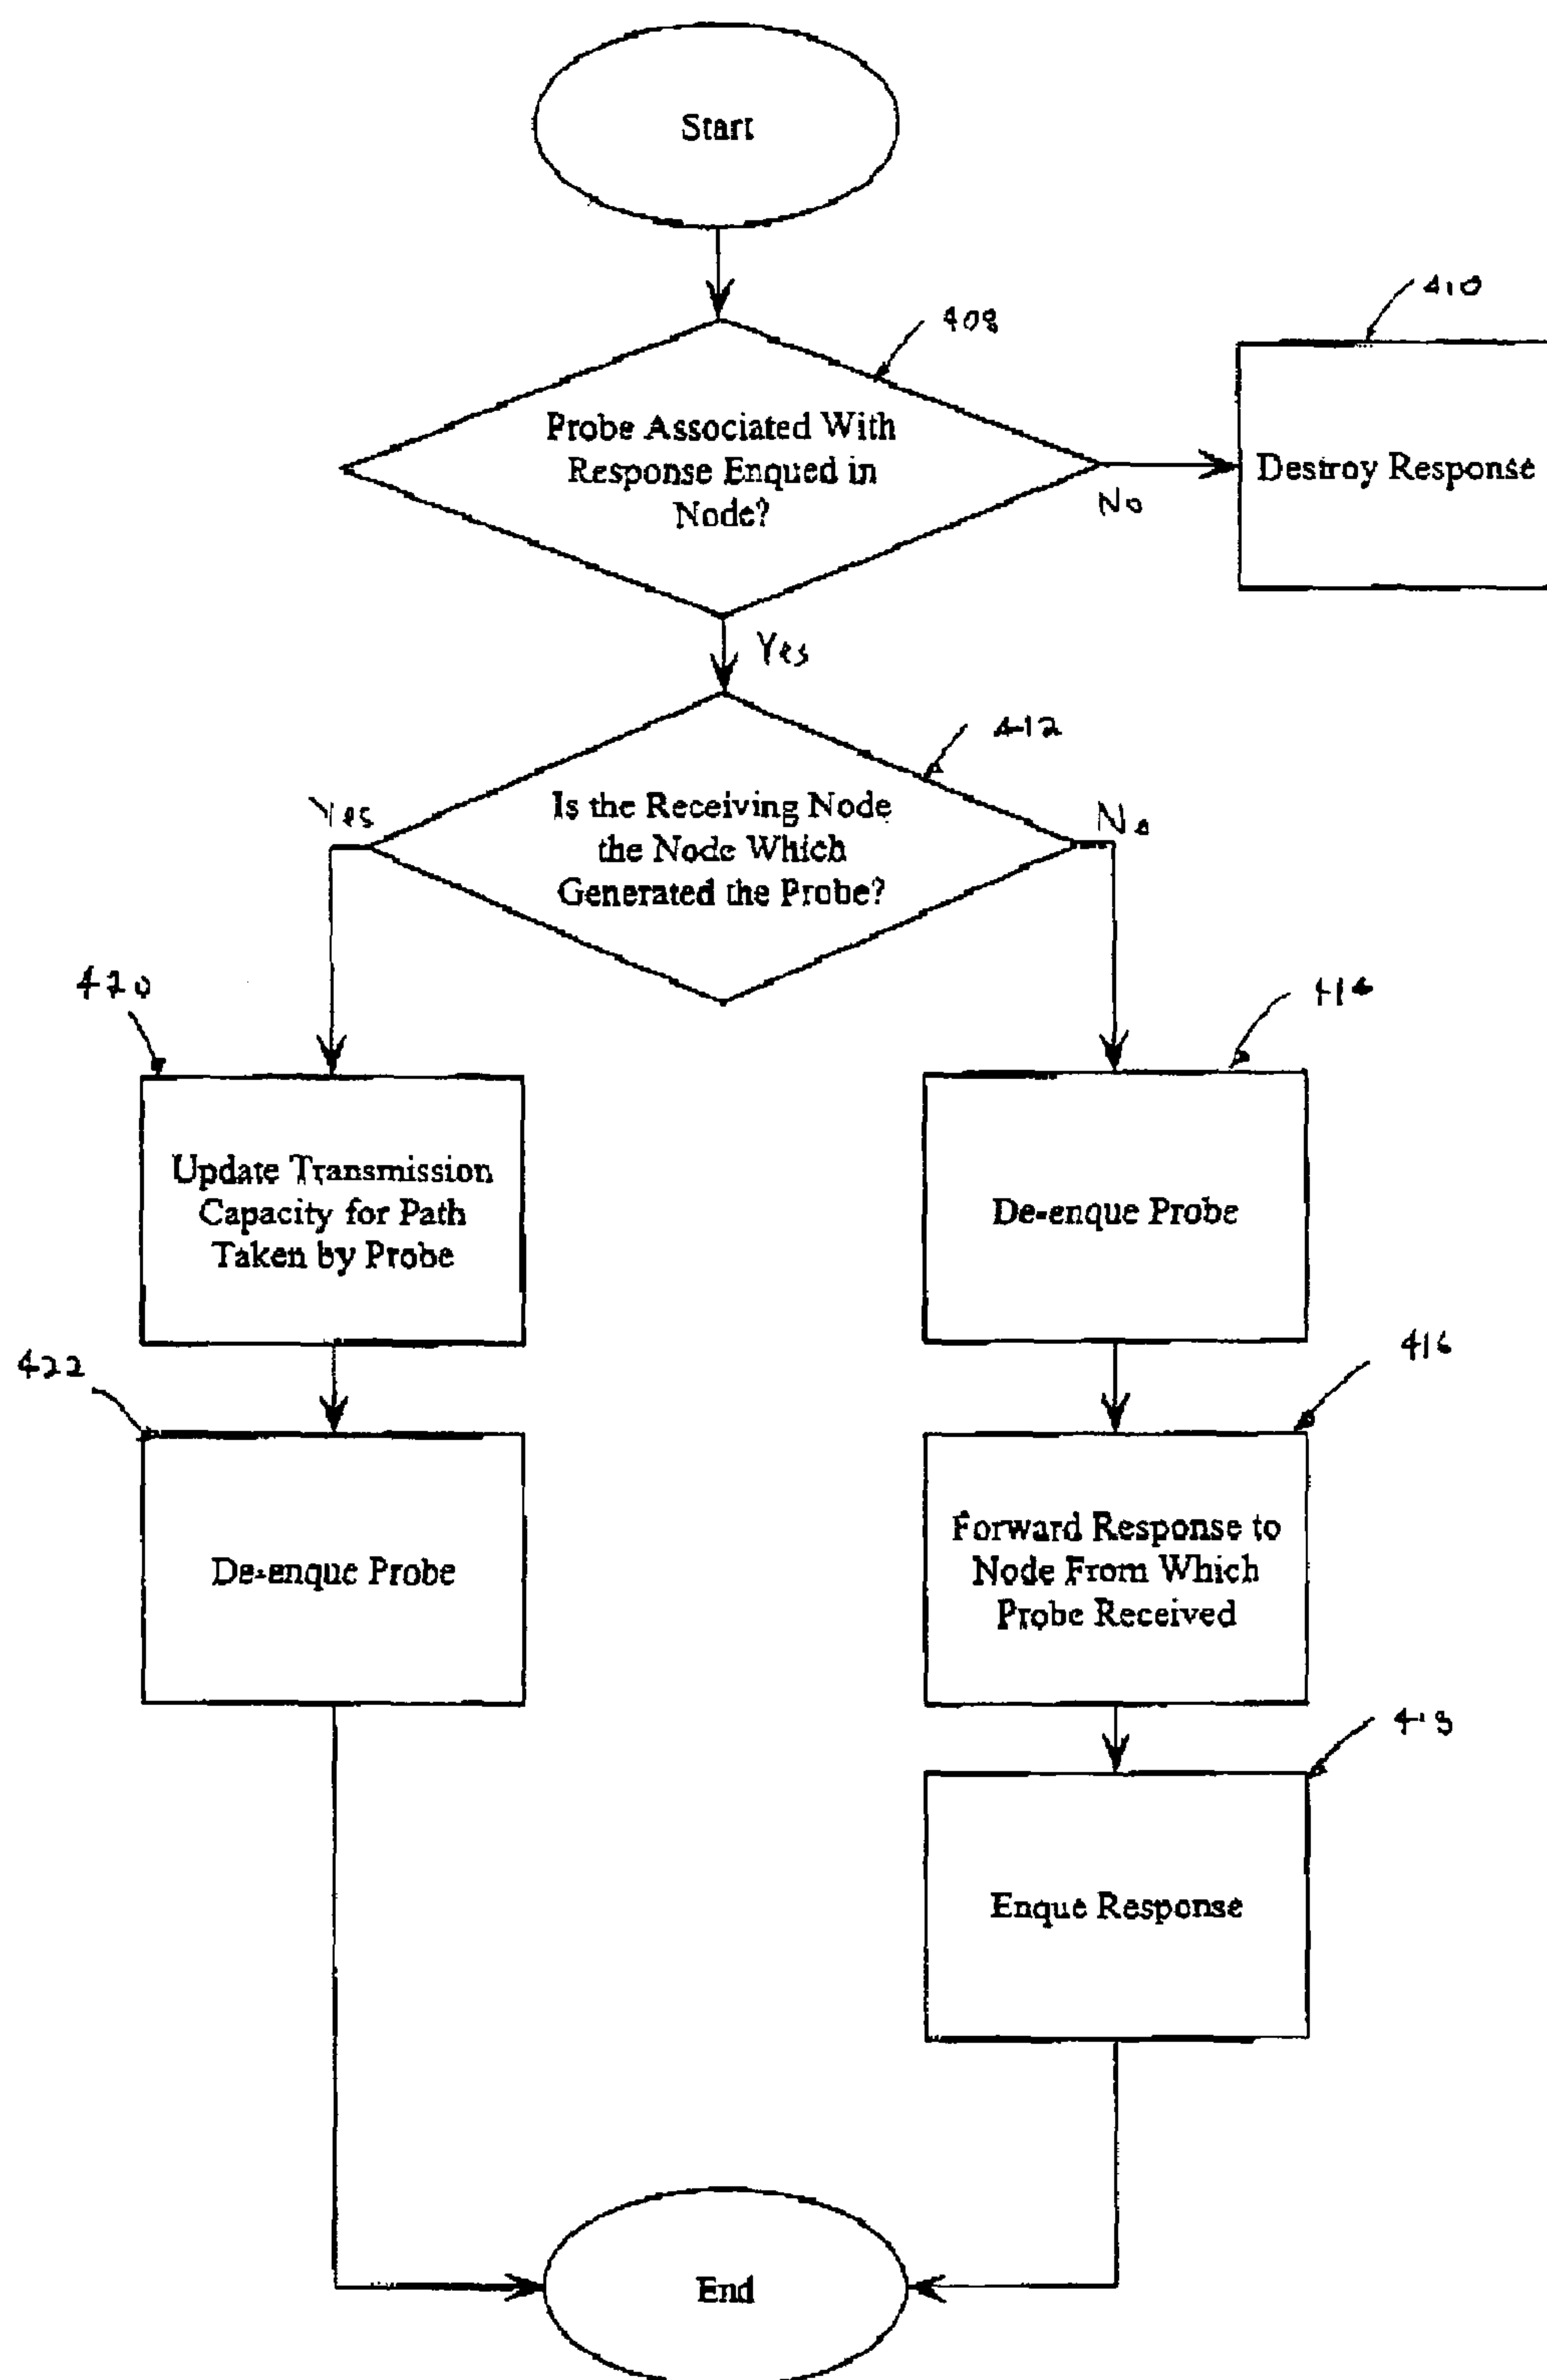 Start
408
410
Probe Associated With
Response Enqued in
Node?
Destroy Response
No
Yes
412
Is the Receiving Node
the Node Which
Generated the Probe?
Yes
No
420
414
Update Transmission
Capacity for Path
Taken by Probe
De-enque Probe
422
416
De-enque Probe
Forward Response to
Node From Which
Probe Received
418
Enque Response
End